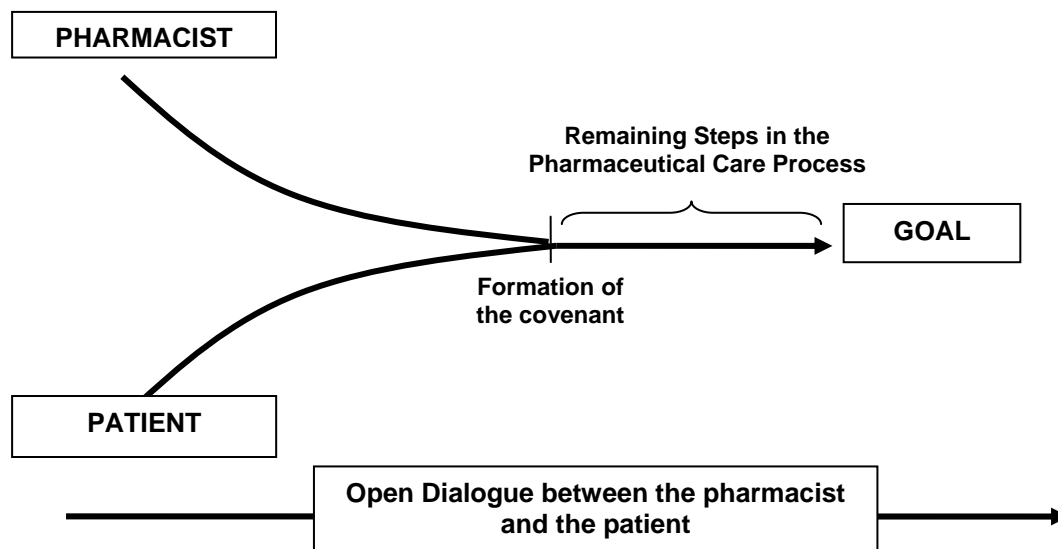 PHARMACIST
Remaining Steps in the
Pharmaceutical Care Process
GOAL
Formation of
the covenant
PATIENT
Open Dialogue between the pharmacist
and the patient